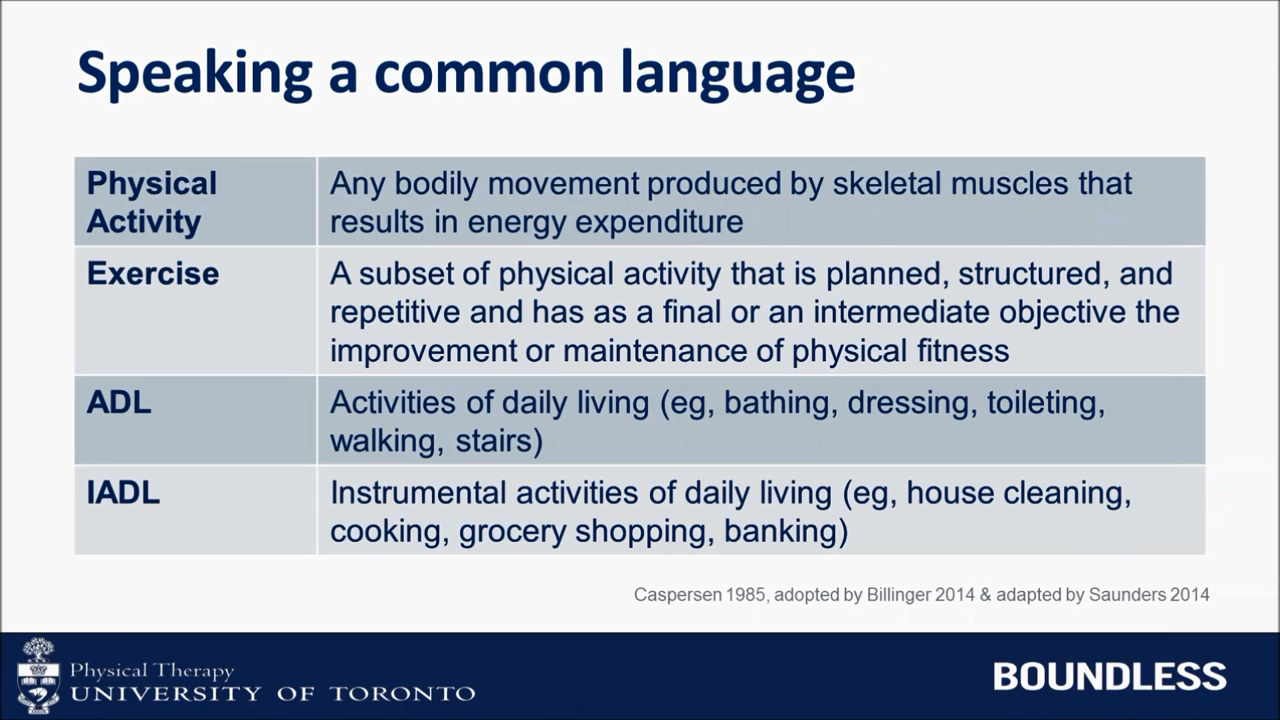 Speaking a common language
Physical
Activity
Any bodily movement produced by skeletal muscles that
results in energy expenditure
Exercise
A subset of physical activity that is planned, structured, and
repetitive and has as a final or an intermediate objective the
improvement or maintenance of physical fitness
ADL
Activities of daily living (eg, bathing, dressing, toileting,
walking, stairs)
IADL
Instrumental activities of daily living (eg, house cleaning,
cooking, grocery shopping, banking)
Caspersen 1985, adopted by Billinger 2014 & adapted by Saunders 2014
Physical Therapy
UNIVERSITY OF TORONTO
BOUNDLESS